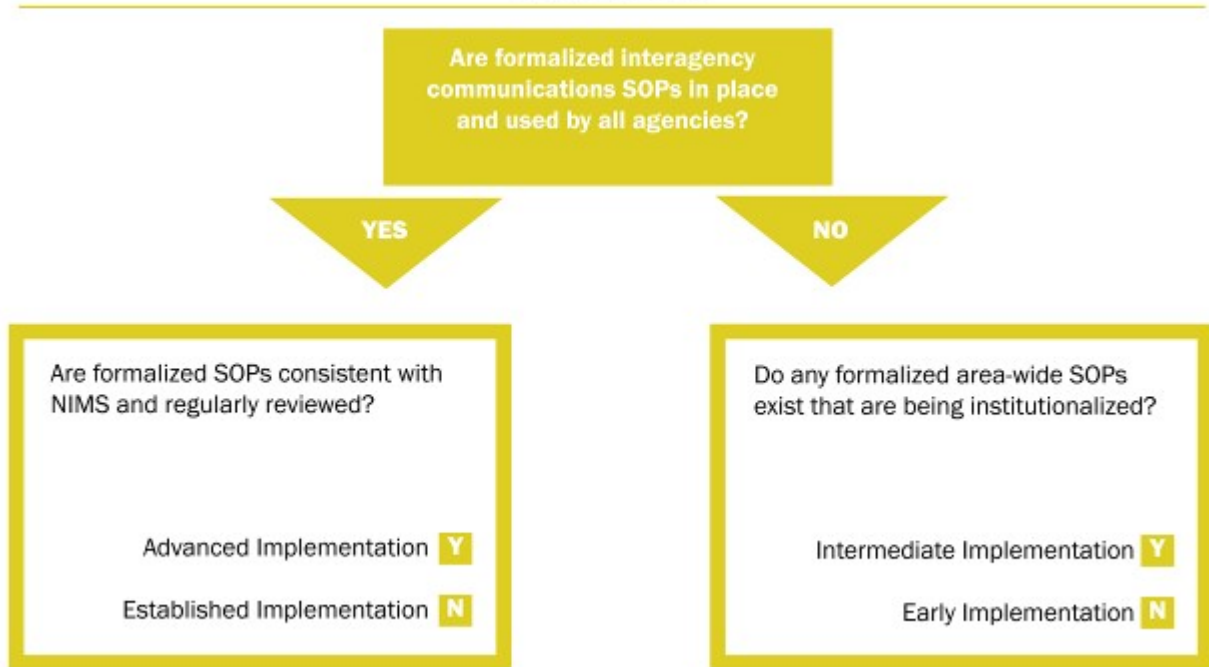 Are formalized interagency
communications SOPs in place
and used by all agencies?
YES
NO
Are formalized SOPs consistent with
NIMS and regularly reviewed?
Advanced Implementation Y
Established Implementation N
Do any formalized area-wide SOPs
exist that are being institutionalized?
Intermediate Implementation Y
Early Implementation N